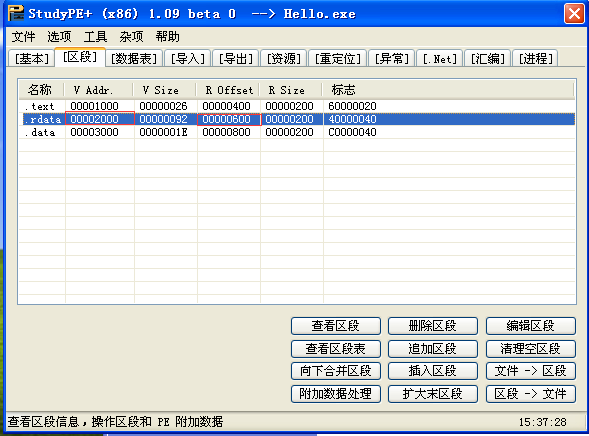 StudyPE+ (x86) 1.09 beta 0 --> Hello.exe
文件 选项 工具 杂项 帮助
[基本] [区段] [数据表] [导入] [导出] [资源] [重定位] [异常] [.Net] [汇编] [进程]
名称 V Addr. V Size R Offset R Size 标志
.text 00001000 00000026 00000400 00000200 60000020
.rdata 00002000 00000092 00000600 00000200 40000040
.data 00003000 0000001E 00000800 00000200 C0000040
查看区段 删除区段 编辑区段
查看区段表 追加区段 清理空区段
向下合并区段 插入区段 文件 -> 区段
附加数据处理 扩大末区段 区段 -> 文件
查看区段信息，操作区段和 PE 附加数据 15:37:28